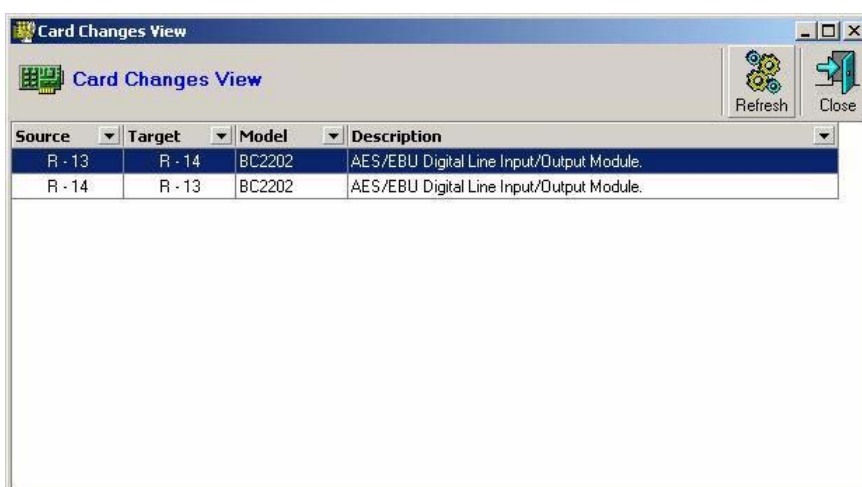 Card Changes View
Card Changes View
Refresh Close
Source Target Model Description
R - 13 R - 14 BC2202 AES/EBU Digital Line Input/Output Module.
R - 14 R - 13 BC2202 AES/EBU Digital Line Input/Output Module.